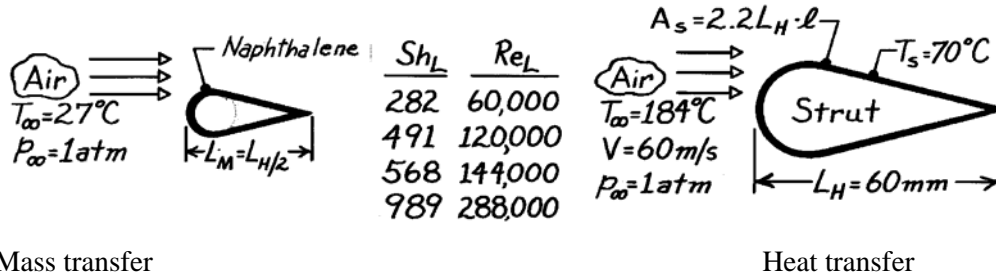 Naphthalene
Air
T∞=27°C
p∞=1atm
L_M=L_H/2
Sh_L Re_L
282 60,000
491 120,000
568 144,000
989 288,000
A_s=2.2L_H·l
T_s=70°C
Air
T∞=184°C
V=60m/s
p∞=1atm
Strut
L_H=60mm
Mass transfer
Heat transfer